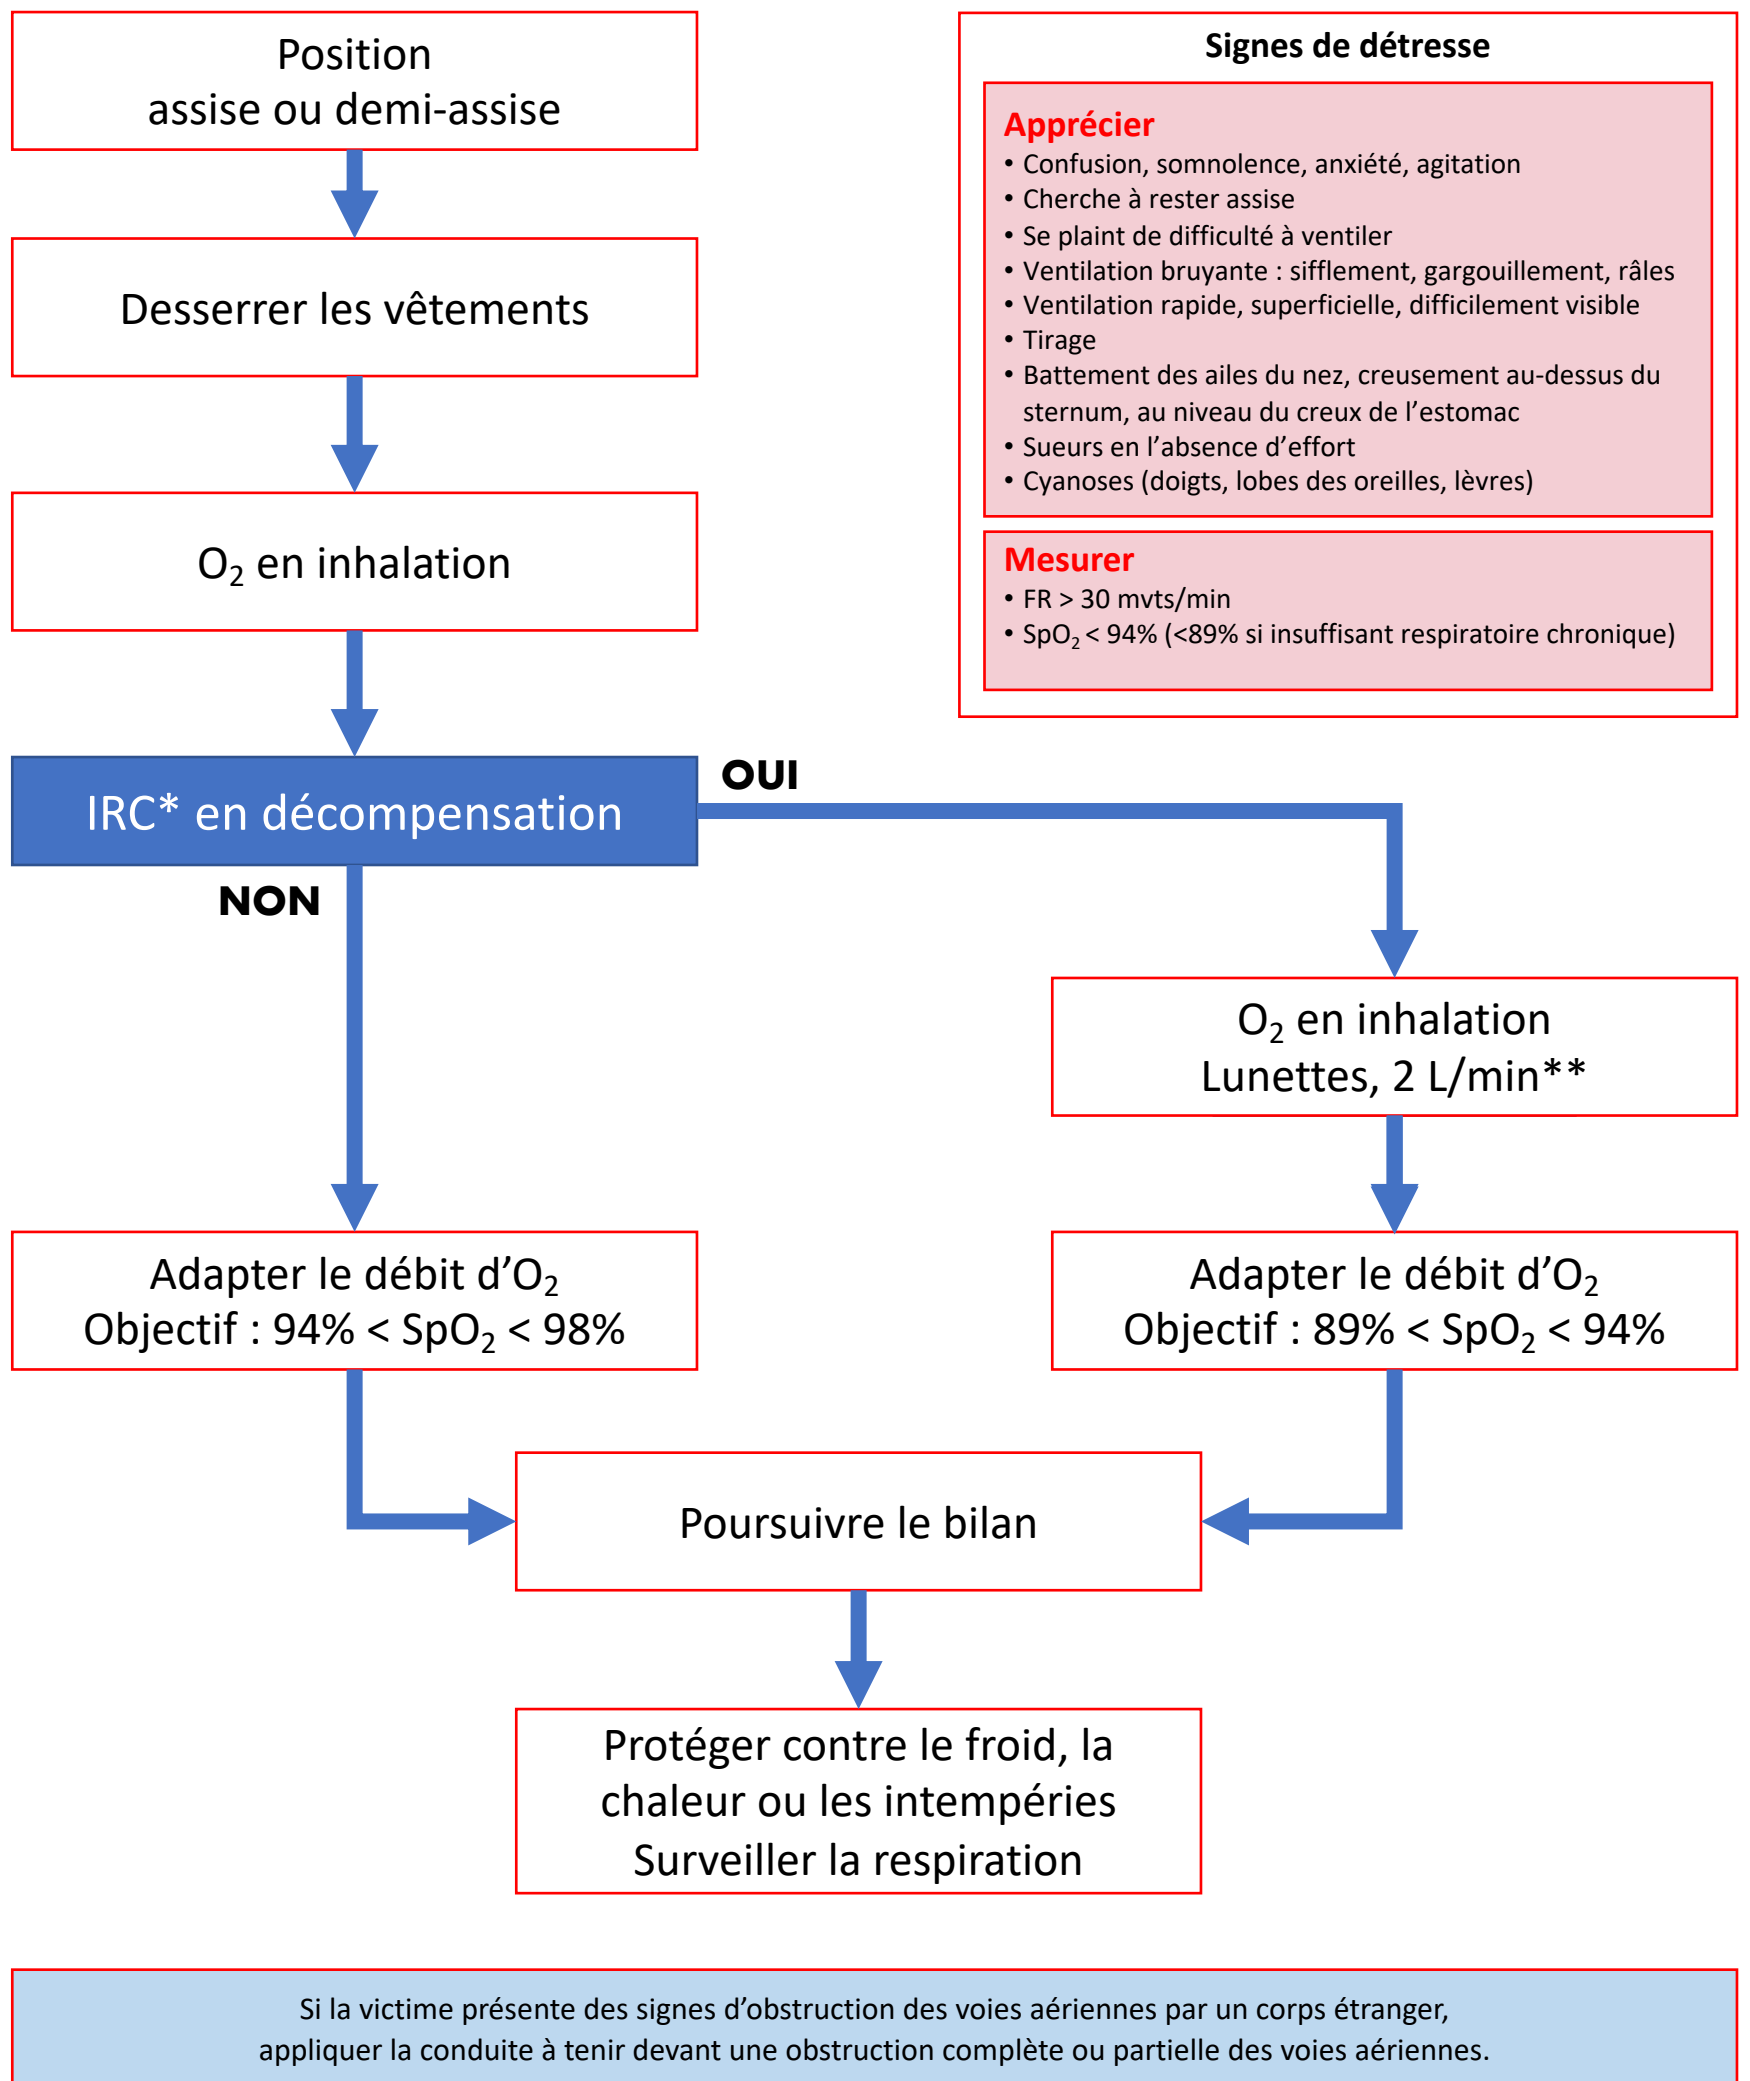 Position
assise ou demi-assise
Desserrer les vêtements
O₂ en inhalation
Signes de détresse
Apprécier
• Confusion, somnolence, anxiété, agitation
• Cherche à rester assise
• Se plaint de difficulté à ventiler
• Ventilation bruyante : sifflement, gargouillement, râles
• Ventilation rapide, superficielle, difficilement visible
• Tirage
• Battement des ailes du nez, creusement au-dessus du
sternum, au niveau du creux de l’estomac
• Sueurs en l’absence d’effort
• Cyanoses (doigts, lobes des oreilles, lèvres)
Mesurer
• FR > 30 mvts/min
• SpO₂ < 94% (<89% si insuffisant respiratoire chronique)
IRC* en décompensation
OUI
NON
O₂ en inhalation
Lunettes, 2 L/min**
Adapter le débit d’O₂
Objectif : 94% < SpO₂ < 98%
Adapter le débit d’O₂
Objectif : 89% < SpO₂ < 94%
Poursuivre le bilan
Protéger contre le froid, la
chaleur ou les intempéries
Surveiller la respiration
Si la victime présente des signes d’obstruction des voies aériennes par un corps étranger,
appliquer la conduite à tenir devant une obstruction complète ou partielle des voies aériennes.